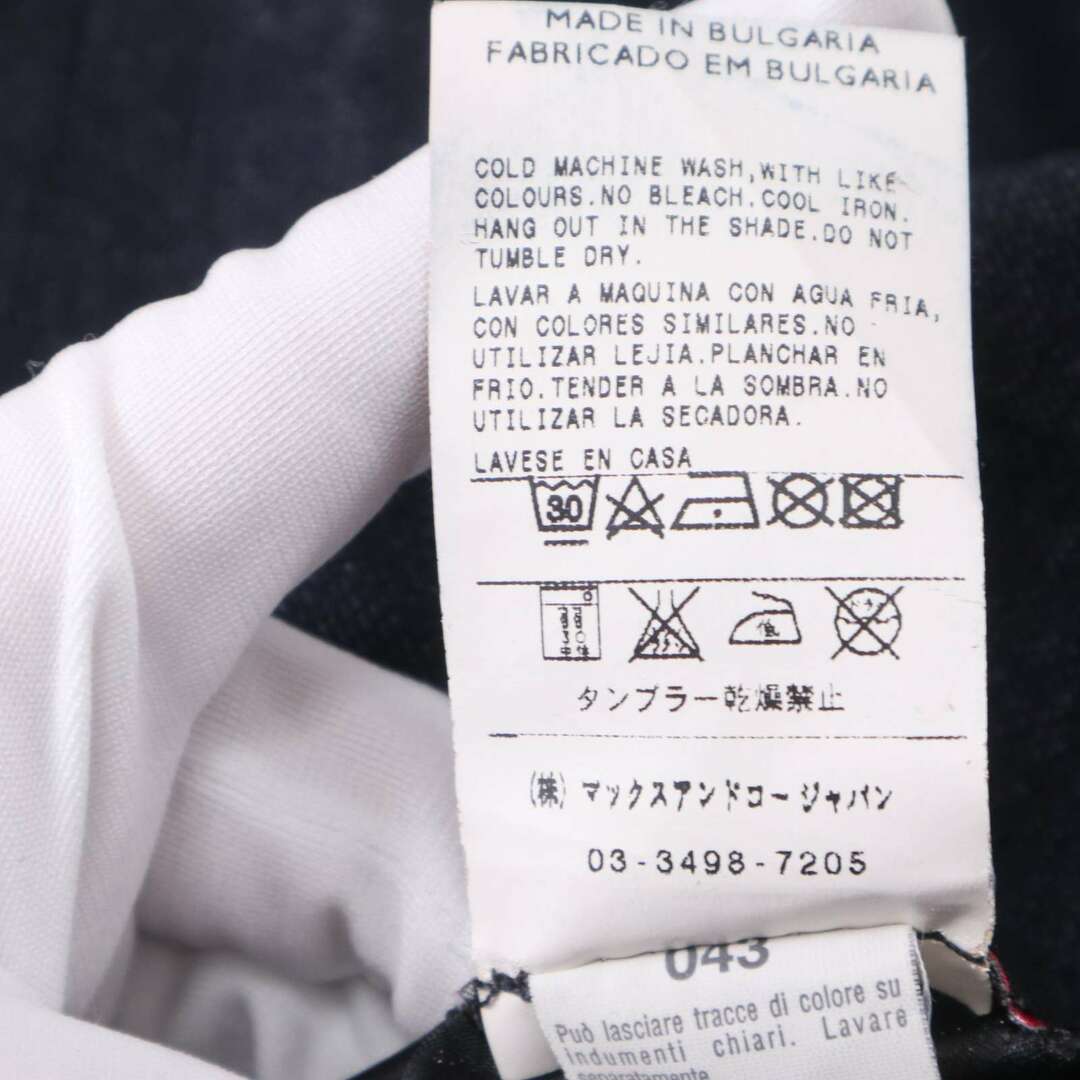 MADE IN BULGARIA
FABRICADO EM BULGARIA
COLD MACHINE WASH,WITH LIKE
COLOURS.NO BLEACH.COOL IRON.
HANG OUT IN THE SHADE.DO NOT
TUMBLE DRY.
LAVAR A MAQUINA CON AGUA FRIA,
CON COLORES SIMILARES.NO
UTILIZAR LEJIA.PLANCHAR EN
FRIO.TENDER A LA SOMBRA.NO
UTILIZAR LA SECADORA.
LAVESE EN CASA
30
低
タンブラー乾燥禁止
(株)マックスアンドコージャパン
03-3498-7205
043
Può lasciare tracce di colore su
indumenti chiari. Lavare
separatamente